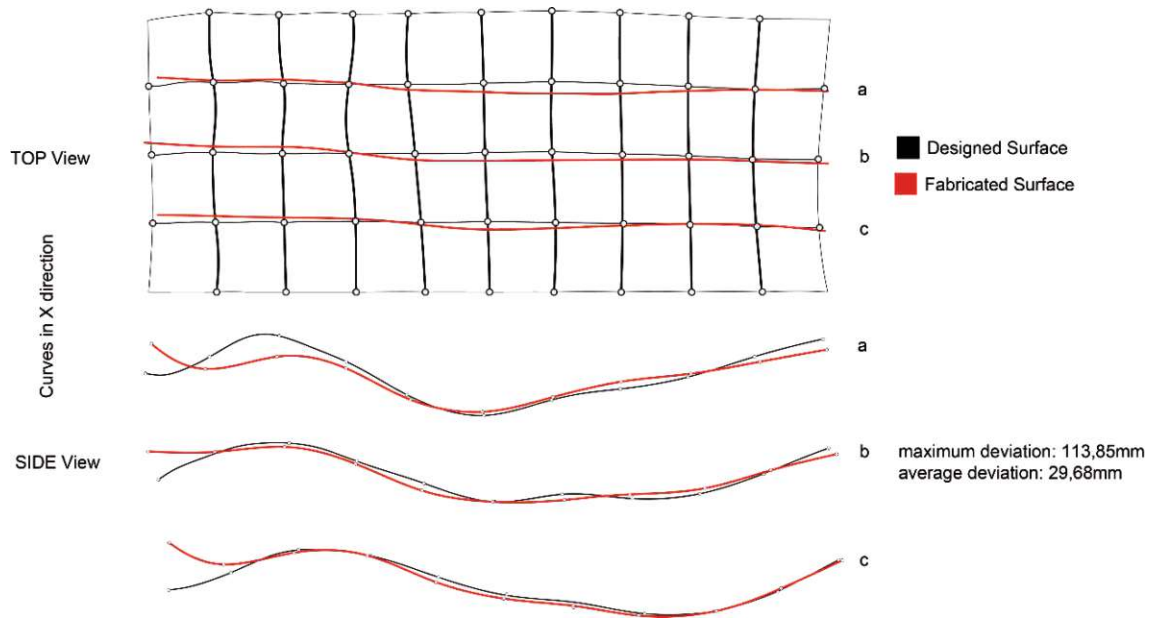 TOP View
a
b
c
Designed Surface
Fabricated Surface
Curves in X direction
SIDE View
a
b
c
maximum deviation: 113,85mm
average deviation: 29,68mm